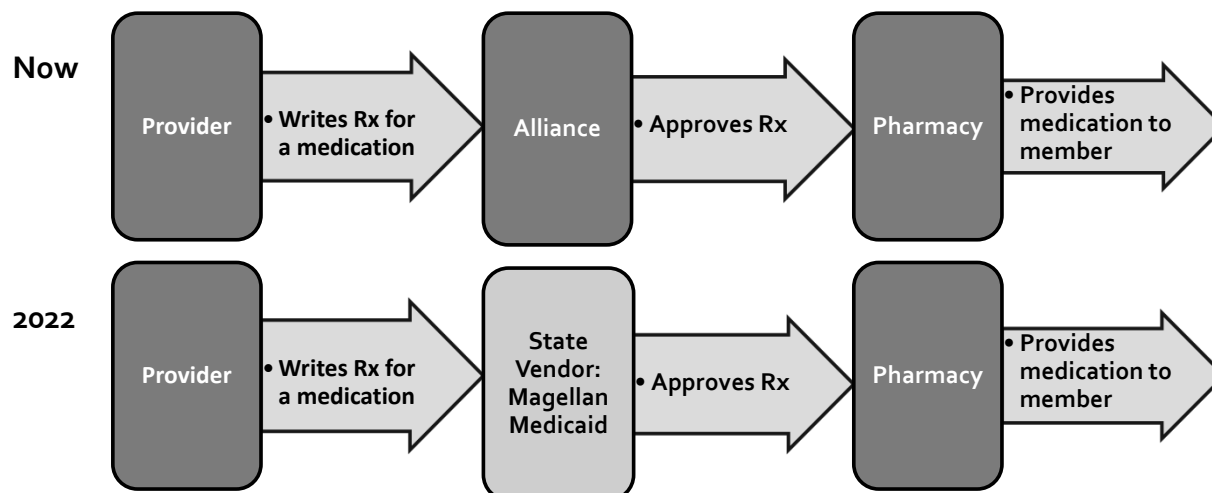 Now
Provider
• Writes Rx for
a medication
Alliance
• Approves Rx
Pharmacy
• Provides
medication to
member
2022
Provider
• Writes Rx for
a medication
State
Vendor:
Magellan
Medicaid
• Approves Rx
Pharmacy
• Provides
medication to
member